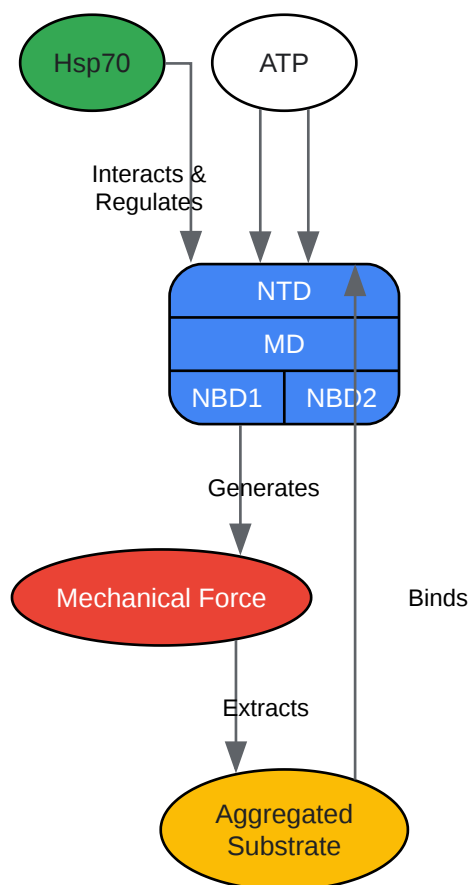 Hsp70
ATP
Interacts &
Regulates
NTD
MD
NBD1
NBD2
Generates
Mechanical Force
Binds
Extracts
Aggregated
Substrate